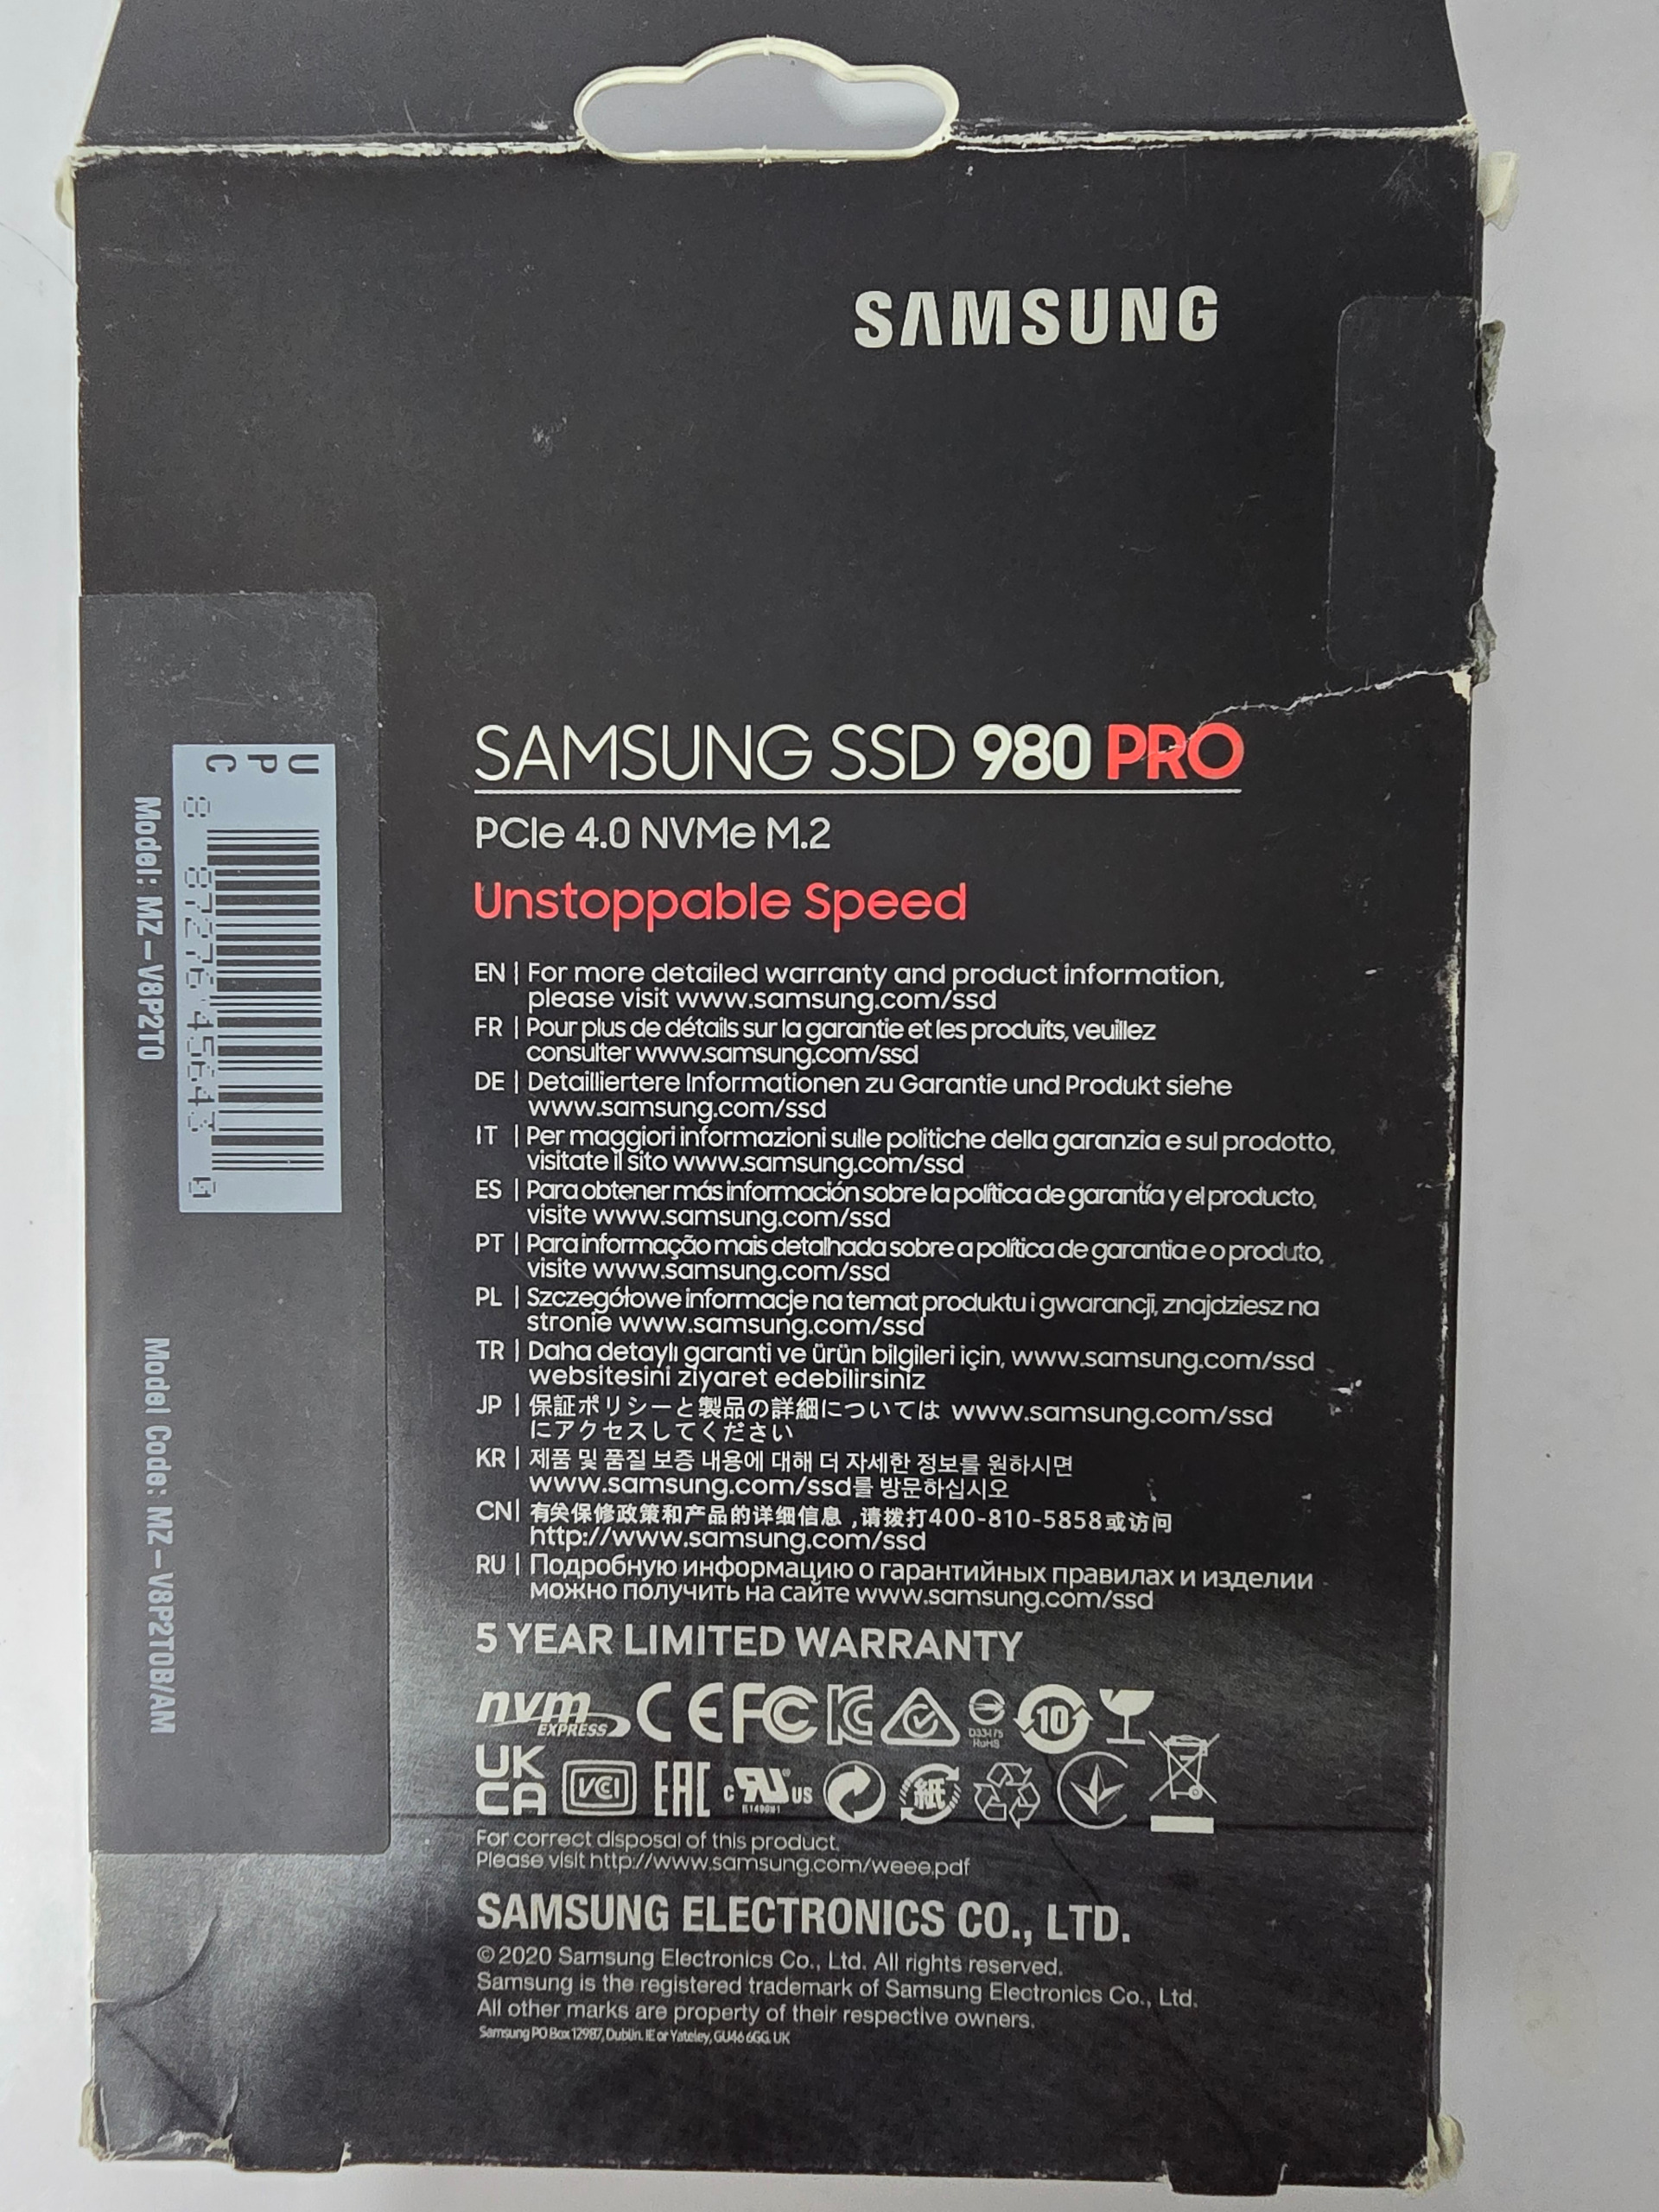 SAMSUNG
SAMSUNG SSD 980 PRO
PCIe 4.0 NVMe M.2
Unstoppable Speed
EN | For more detailed warranty and product information,
please visit www.samsung.com/ssd
FR | Pour plus de détails sur la garantie et les produits, veuillez
consulter www.samsung.com/ssd
DE | Detailliertere Informationen zu Garantie und Produkt siehe
www.samsung.com/ssd
IT | Per maggiori informazioni sulle politiche della garanzia e sul prodotto,
visitate il sito www.samsung.com/ssd
ES | Para obtener más información sobre la política de garantía y el producto,
visite www.samsung.com/ssd
PT | Para informação mais detalhada sobre a política de garantia e o produto,
visite www.samsung.com/ssd
PL | Szczegółowe informacje na temat produktu i gwarancji, znajdziesz na
stronie www.samsung.com/ssd
TR | Daha detaylı garanti ve ürün bilgileri için, www.samsung.com/ssd
websitesini ziyaret edebilirsiniz
JP | 保証ポリシーと製品の詳細については www.samsung.com/ssd
にアクセスしてください
KR | 제품 및 품질 보증 내용에 대해 더 자세한 정보를 원하시면
www.samsung.com/ssd를 방문하십시오
CN | 有关保修政策和产品的详细信息,请拨打400-810-5858或访问
http://www.samsung.com/ssd
RU | Подробную информацию о гарантийных правилах и изделии
можно получить на сайте www.samsung.com/ssd
5 YEAR LIMITED WARRANTY
nvm EXPRESS CE FC KC 10
RoHS
UK CA VCI EAC c RU US 紙
For correct disposal of this product.
Please visit http://www.samsung.com/weee.pdf
SAMSUNG ELECTRONICS CO., LTD.
©2020 Samsung Electronics Co., Ltd. All rights reserved.
Samsung is the registered trademark of Samsung Electronics Co., Ltd.
All other marks are property of their respective owners.
Samsung PO Box 12987, Dublin. IE or Yateley, GU46 6GG. UK
UPC
8 87276 45643 0
Model: MZ-V8P2T0
Model Code: MZ-V8P2T0B/AM